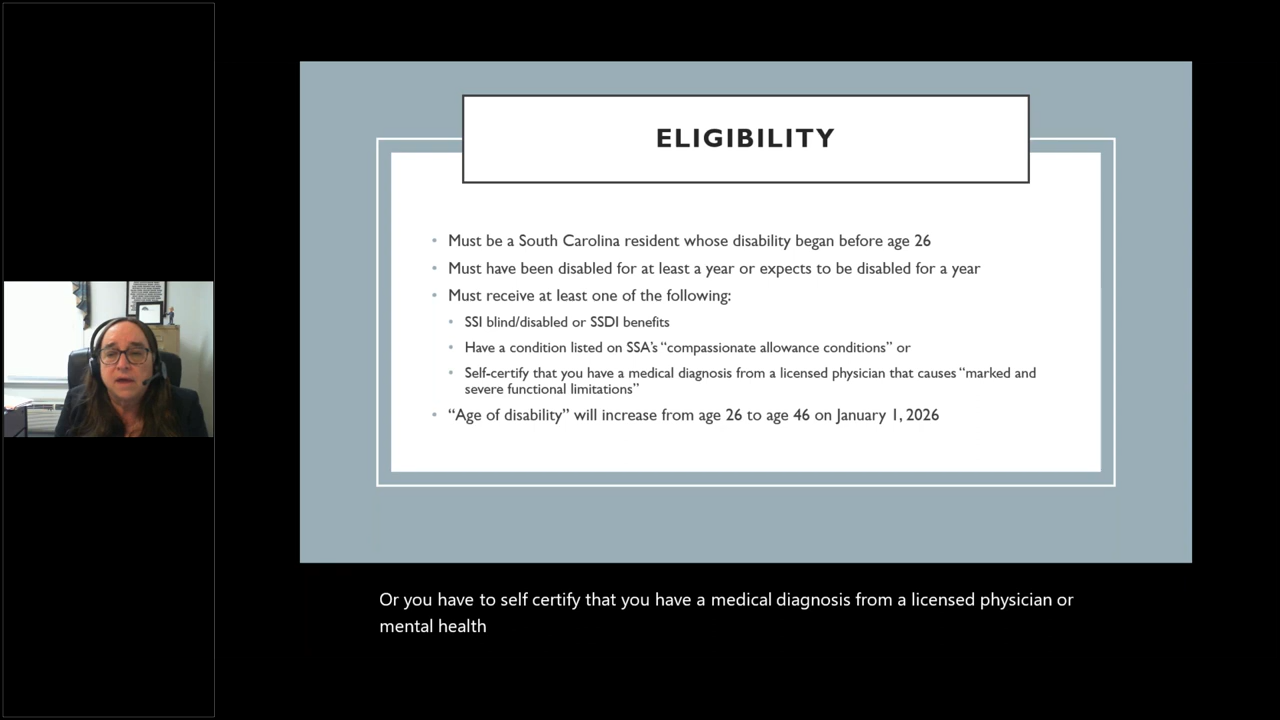 ELIGIBILITY
• Must be a South Carolina resident whose disability began before age 26
• Must have been disabled for at least a year or expects to be disabled for a year
• Must receive at least one of the following:
• SSI blind/disabled or SSDI benefits
• Have a condition listed on SSA's “compassionate allowance conditions” or
• Self-certify that you have a medical diagnosis from a licensed physician that causes “marked and
severe functional limitations”
• “Age of disability” will increase from age 26 to age 46 on January 1, 2026
Or you have to self certify that you have a medical diagnosis from a licensed physician or
mental health